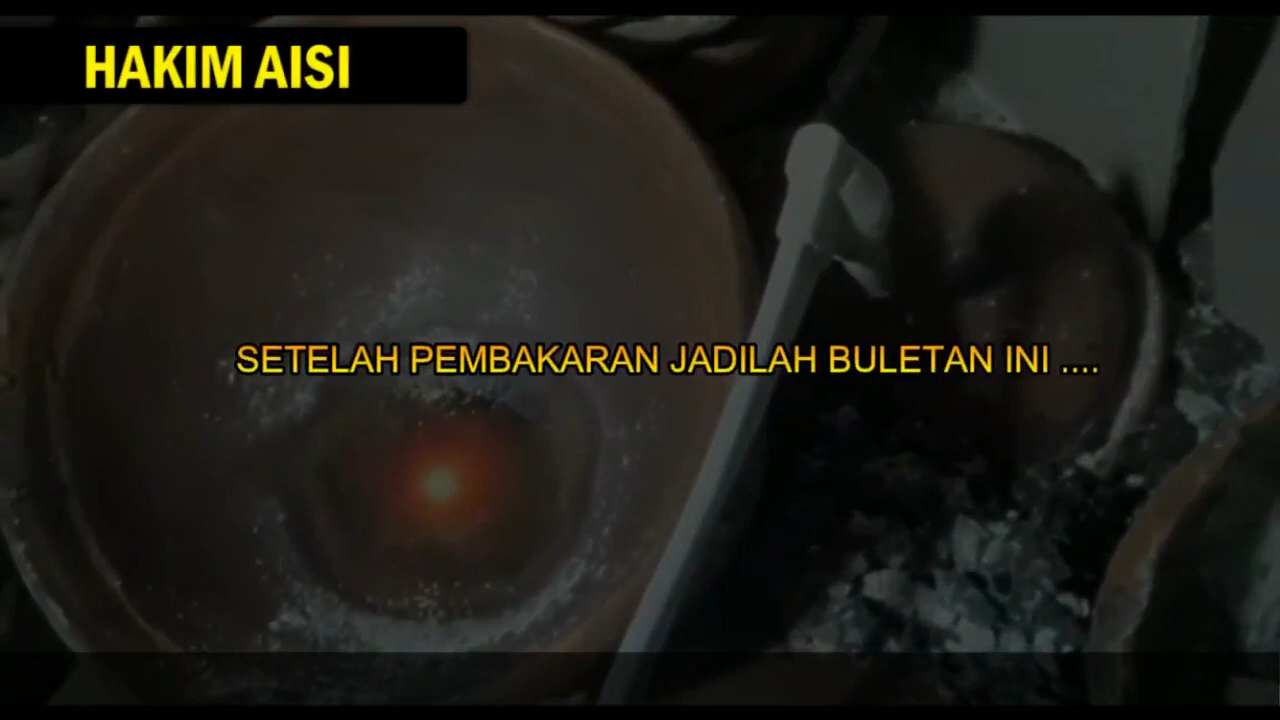 HAKIM AISI
SETELAH PEMBAKARAN JADILAH BULETAN INI ....